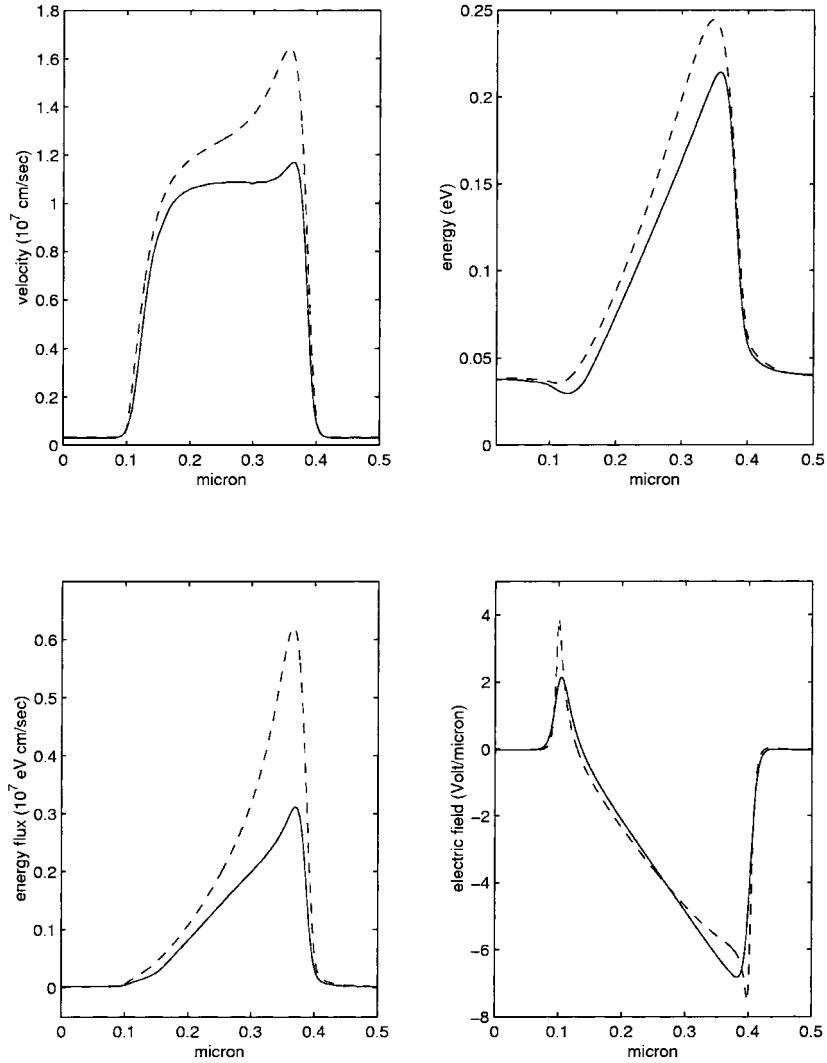 1.8
1.6
1.4
1.2
1
0.8
0.6
0.4
0.2
0
velocity (10^7 cm/sec)
0 0.1 0.2 0.3 0.4 0.5
micron
0.25
0.2
0.15
0.1
0.05
0
energy (eV)
0.1 0.2 0.3 0.4 0.5
micron
0.6
0.5
0.4
0.3
0.2
0.1
0
energy flux (10^7 eV cm/sec)
0 0.1 0.2 0.3 0.4 0.5
micron
4
2
0
−2
−4
−6
−8
electric field (Volt/micron)
0 0.1 0.2 0.3 0.4 0.5
micron